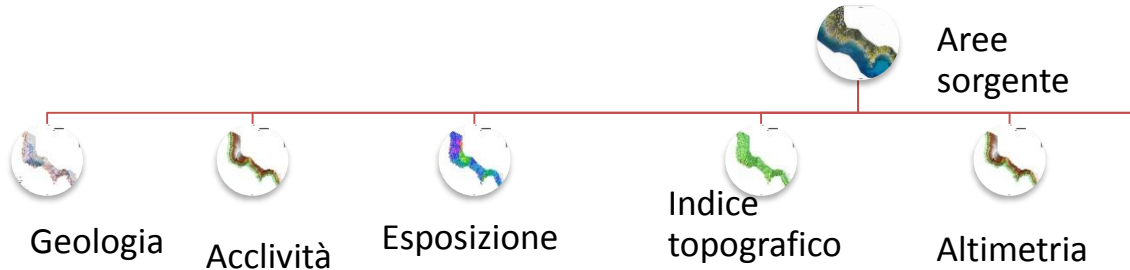 Aree
sorgente
Geologia
Acclività
Esposizione
Indice
topografico
Altimetria